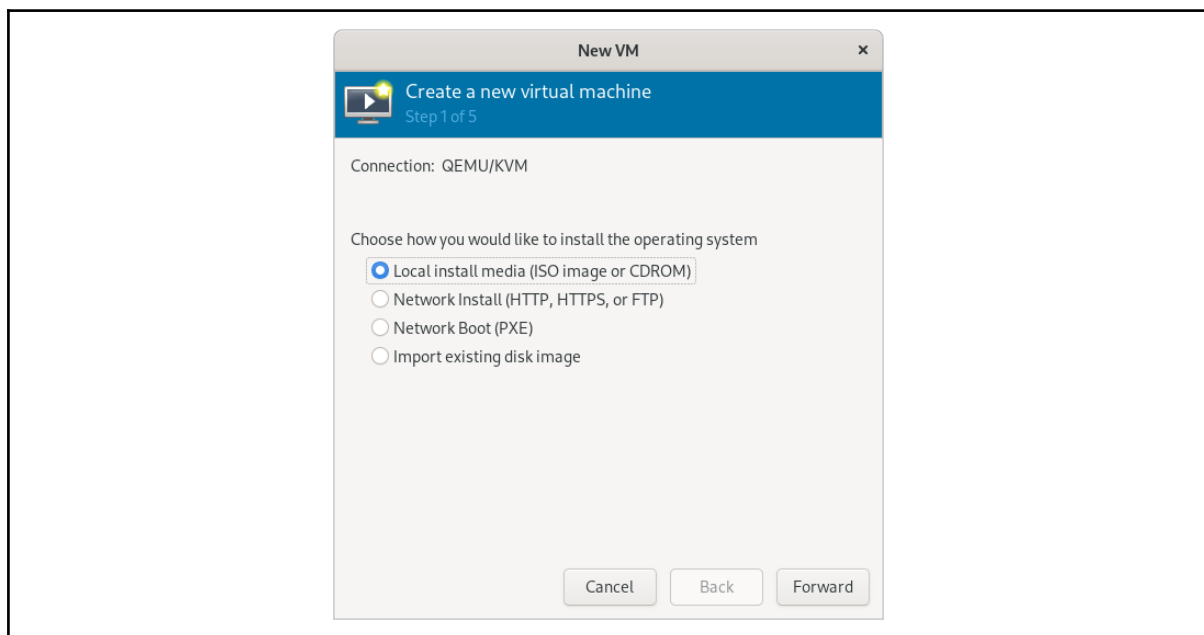 New VM
Create a new virtual machine
Step 1 of 5
Connection: QEMU/KVM
Choose how you would like to install the operating system
Local install media (ISO image or CDROM)
Network Install (HTTP, HTTPS, or FTP)
Network Boot (PXE)
Import existing disk image
Cancel Back Forward